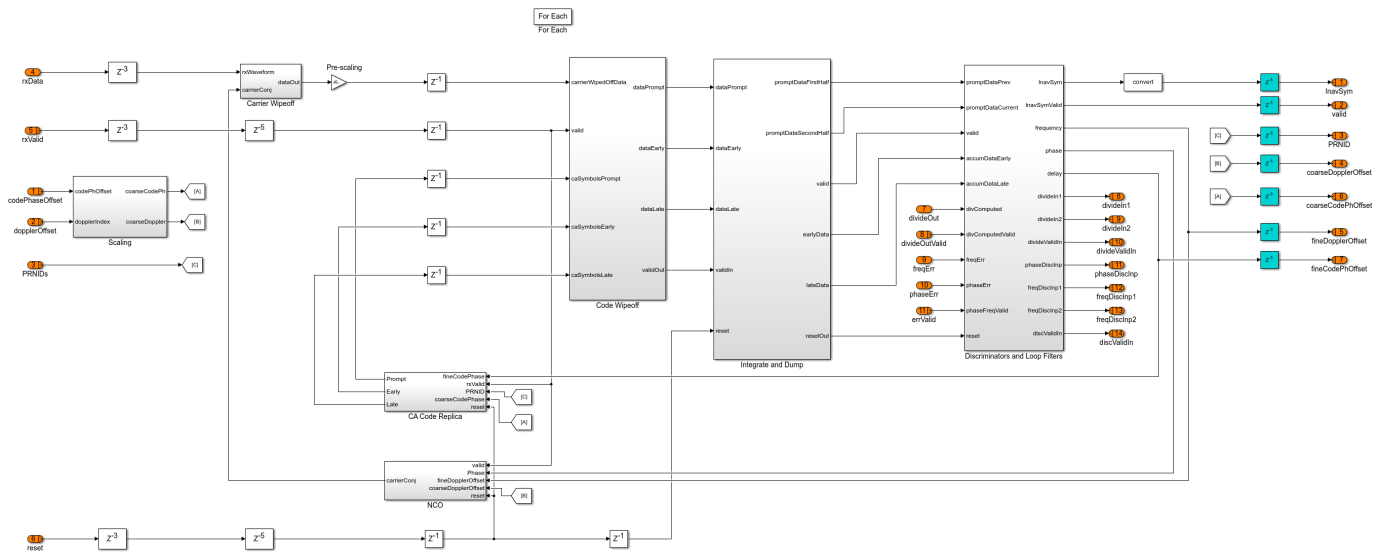 For Each
For Each
4
rxData
Z-3
rxWaveform
dataOut
carrierConj
Carrier Wipeoff
Pre-scaling
-K-
Z-1
5
rxValid
Z-3
Z-5
Z-1
1
codePhaseOffset
2
dopplerOffset
codePhOffset
coarseCodePh
dopplerIndex
coarseDoppler
Scaling
[A]
[B]
3
PRNIDs
[C]
Z-1
Z-1
Z-1
carrierWipedOffData
dataPrompt
valid
dataEarly
caSymbolsPrompt
dataLate
caSymbolsEarly
validOut
caSymbolsLate
Code Wipeoff
dataPrompt
promptDataFirstHalf
promptDataSecondHalf
dataEarly
valid
dataLate
earlyData
validIn
lateData
reset
resetOut
Integrate and Dump
7
divideOut
8
divideOutValid
9
freqErr
10
phaseErr
11
errValid
promptDataPrev
lnavSym
promptDataCurrent
lnavSymValid
valid
frequency
phase
accumDataEarly
delay
accumDataLate
divideIn1
divComputed
divideIn2
divComputedValid
divideValidIn
freqErr
phaseDiscInp
phaseErr
freqDiscInp1
phaseFreqValid
freqDiscInp2
reset
discValidIn
Discriminators and Loop Filters
8
divideIn1
9
divideIn2
10
divideValidIn
11
phaseDiscInp
12
freqDiscInp1
13
freqDiscInp2
14
discValidIn
convert
z-1
1
lnavSym
z-1
2
valid
[C]
z-1
3
PRNID
[B]
z-1
4
coarseDopplerOffset
[A]
z-1
6
coarseCodePhOffset
z-1
5
fineDopplerOffset
z-1
7
fineCodePhOffset
Prompt
Early
Late
fineCodePhase
rxValid
PRNID
coarseCodePhase
reset
CA Code Replica
[C]
[A]
carrierConj
valid
Phase
fineDopplerOffset
coarseDopplerOffset
reset
NCO
[B]
6
reset
Z-3
Z-5
Z-1
Z-1